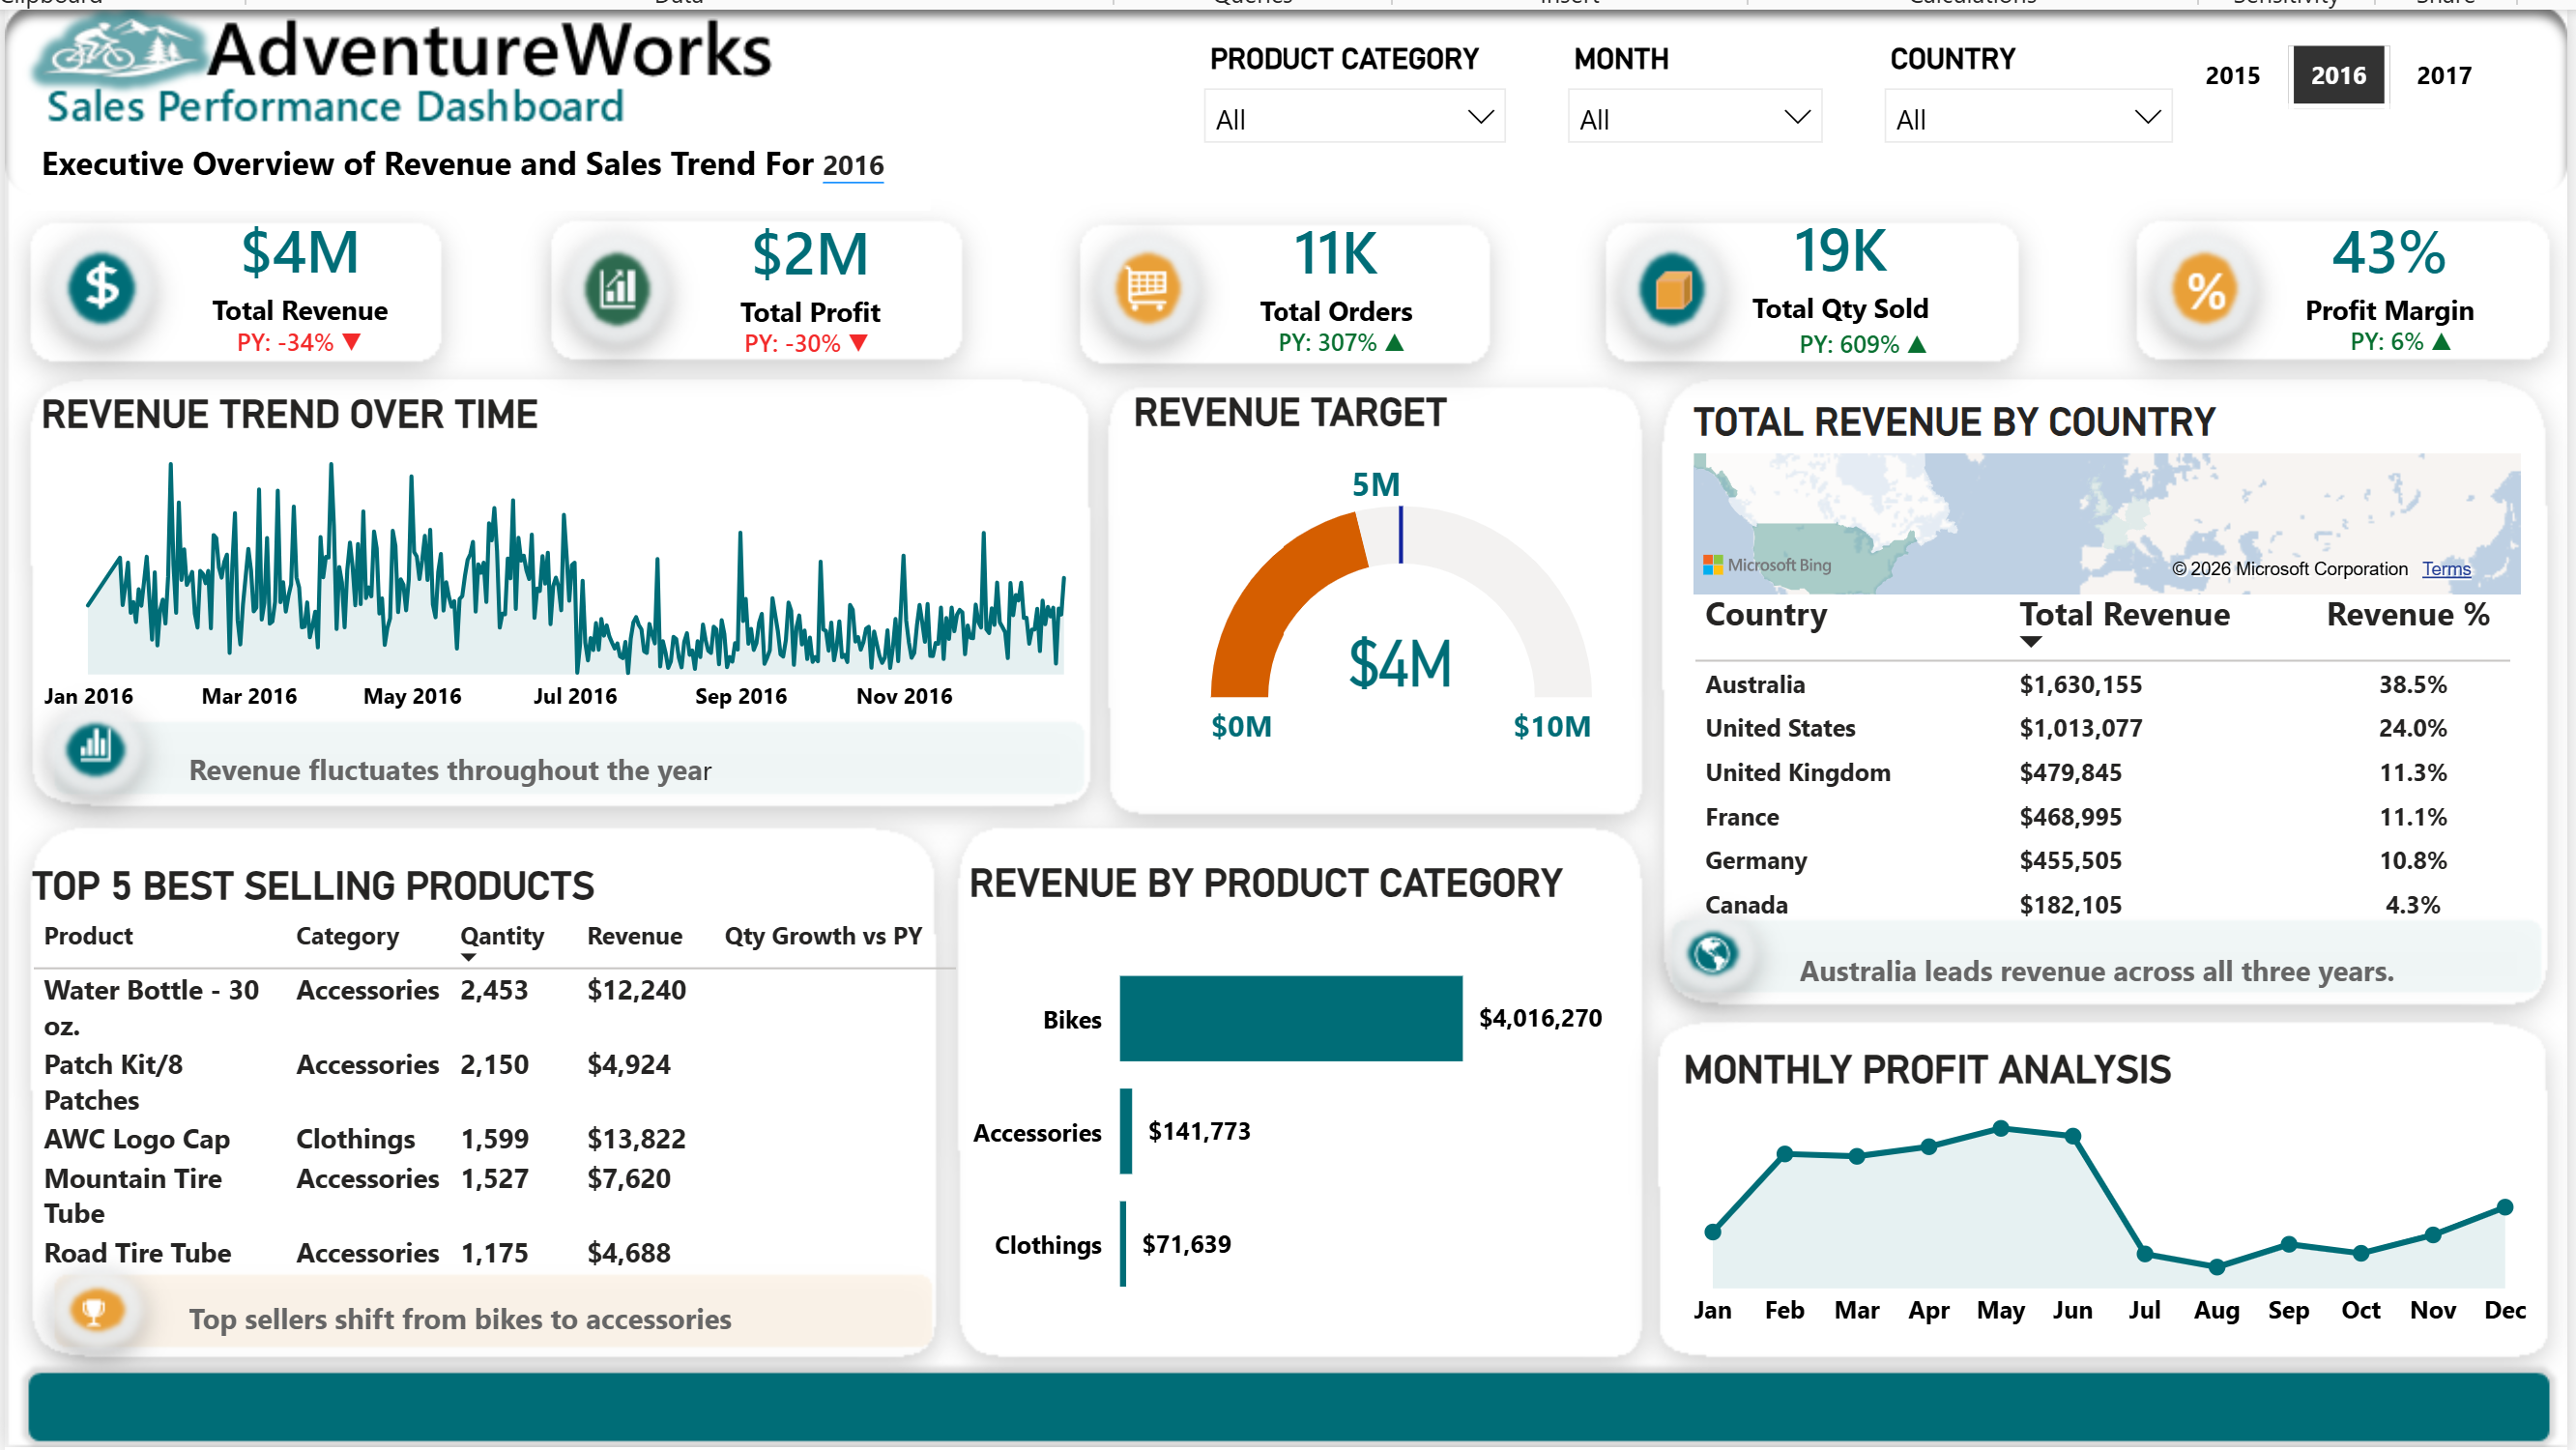 Clipboard Data Queries Insert Calculations Sensitivity Share
AdventureWorks
Sales Performance Dashboard
Executive Overview of Revenue and Sales Trend For 2016
PRODUCT CATEGORY
All
MONTH
All
COUNTRY
All
2015 2016 2017
$4M
Total Revenue
PY: -34% ▼
$2M
Total Profit
PY: -30% ▼
11K
Total Orders
PY: 307% ▲
19K
Total Qty Sold
PY: 609% ▲
43%
Profit Margin
PY: 6% ▲
REVENUE TREND OVER TIME
Jan 2016 Mar 2016 May 2016 Jul 2016 Sep 2016 Nov 2016
Revenue fluctuates throughout the year
REVENUE TARGET
5M
$4M
$0M $10M
TOTAL REVENUE BY COUNTRY
Microsoft Bing
© 2026 Microsoft Corporation Terms
Country Total Revenue Revenue %
Australia $1,630,155 38.5%
United States $1,013,077 24.0%
United Kingdom $479,845 11.3%
France $468,995 11.1%
Germany $455,505 10.8%
Canada $182,105 4.3%
Australia leads revenue across all three years.
TOP 5 BEST SELLING PRODUCTS
Product Category Qantity Revenue Qty Growth vs PY
Water Bottle - 30 Accessories 2,453 $12,240
oz.
Patch Kit/8 Accessories 2,150 $4,924
Patches
AWC Logo Cap Clothings 1,599 $13,822
Mountain Tire Accessories 1,527 $7,620
Tube
Road Tire Tube Accessories 1,175 $4,688
Top sellers shift from bikes to accessories
REVENUE BY PRODUCT CATEGORY
Bikes $4,016,270
Accessories $141,773
Clothings $71,639
MONTHLY PROFIT ANALYSIS
Jan Feb Mar Apr May Jun Jul Aug Sep Oct Nov Dec